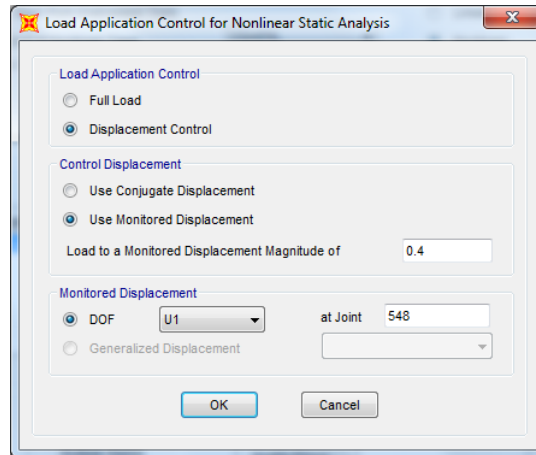 Load Application Control for Nonlinear Static Analysis
Load Application Control
Full Load
Displacement Control
Control Displacement
Use Conjugate Displacement
Use Monitored Displacement
Load to a Monitored Displacement Magnitude of 0.4
Monitored Displacement
DOF U1 at Joint 548
Generalized Displacement
OK Cancel